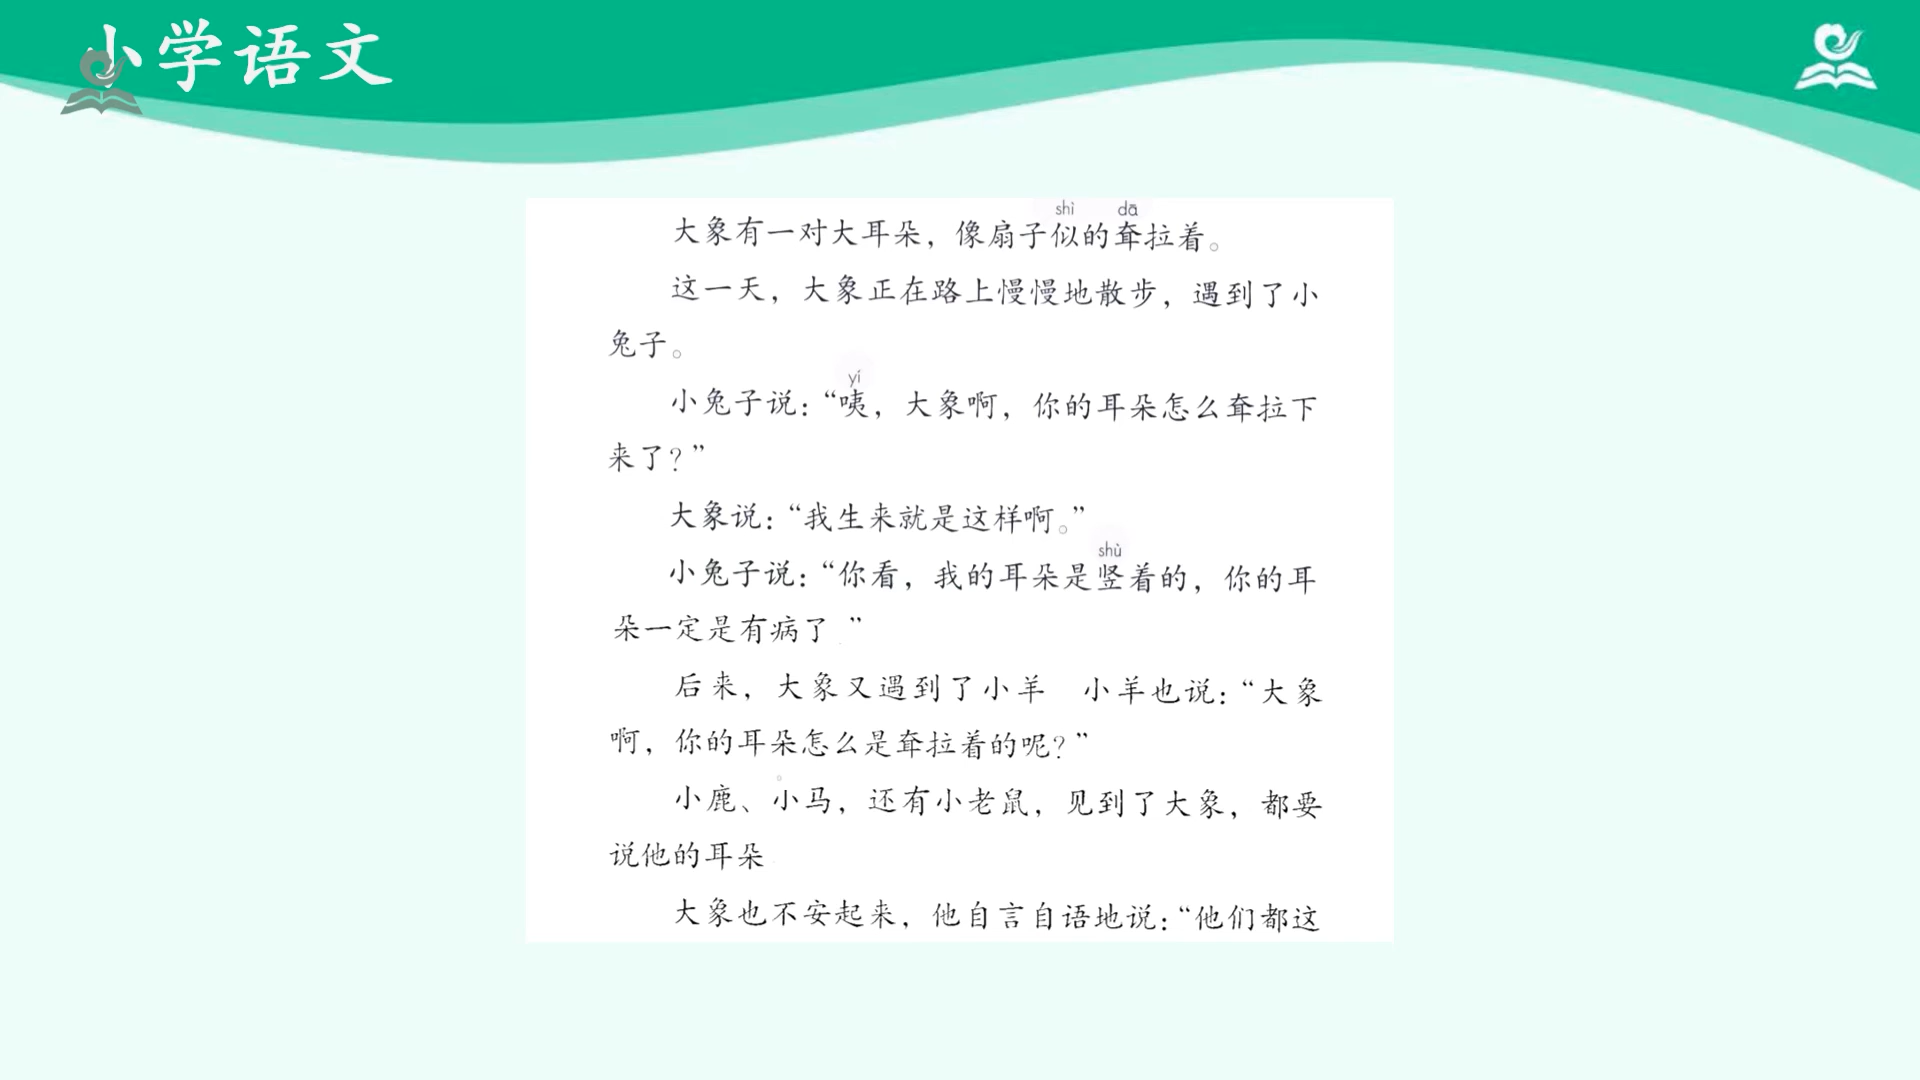 小学语文
shì dā
大象有一对大耳朵，像扇子似的耷拉着。
这一天，大象正在路上慢慢地散步，遇到了小
兔子。
yí
小兔子说：“咦，大象啊，你的耳朵怎么耷拉下
来了？”
大象说：“我生来就是这样啊。”
shù
小兔子说：“你看，我的耳朵是竖着的，你的耳
朵一定是有病了 ”
后来，大象又遇到了小羊 小羊也说：“大象
啊，你的耳朵怎么是耷拉着的呢？”
小鹿、小马，还有小老鼠，见到了大象，都要
说他的耳朵
大象也不安起来，他自言自语地说：“他们都这